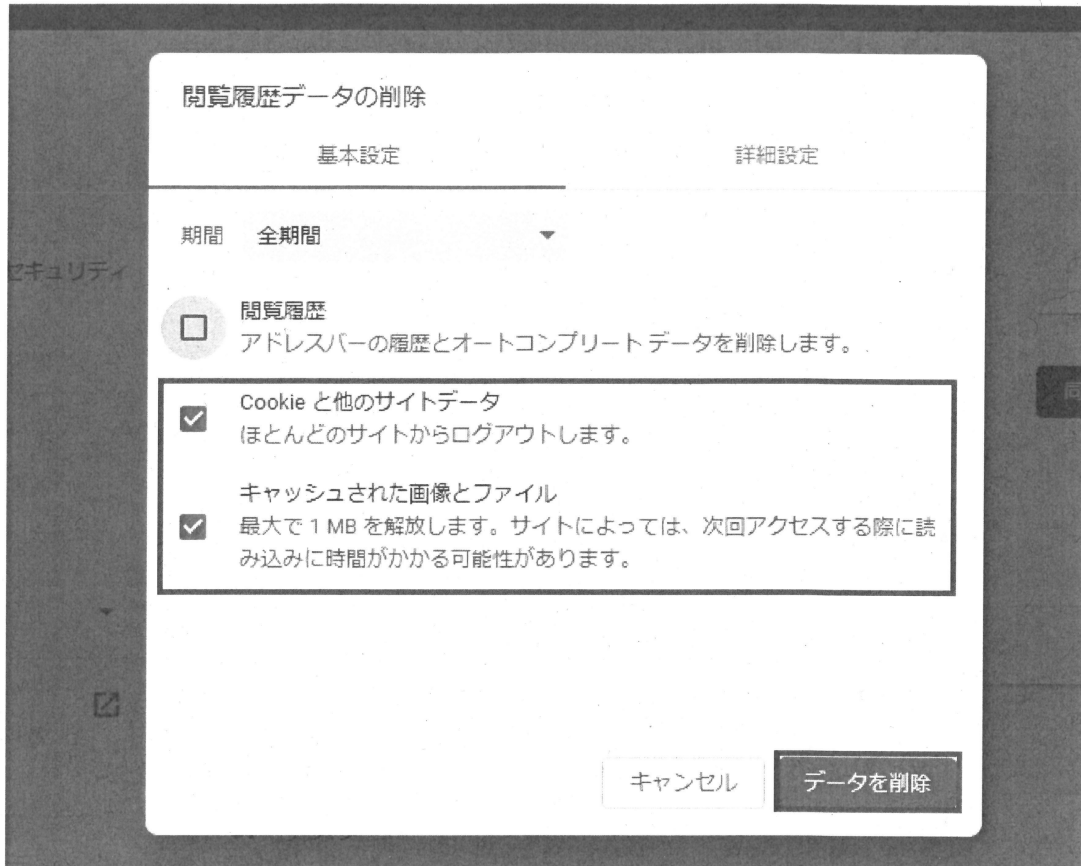 閲覧履歴データの削除
基本設定
詳細設定
期間 全期間
セキュリティ
閲覧履歴
アドレスバーの履歴とオートコンプリート データを削除します。
Cookie と他のサイトデータ
ほとんどのサイトからログアウトします。
キャッシュされた画像とファイル
最大で 1 MB を解放します。サイトによっては、次回アクセスする際に読
み込みに時間がかかる可能性があります。
キャンセル
データを削除